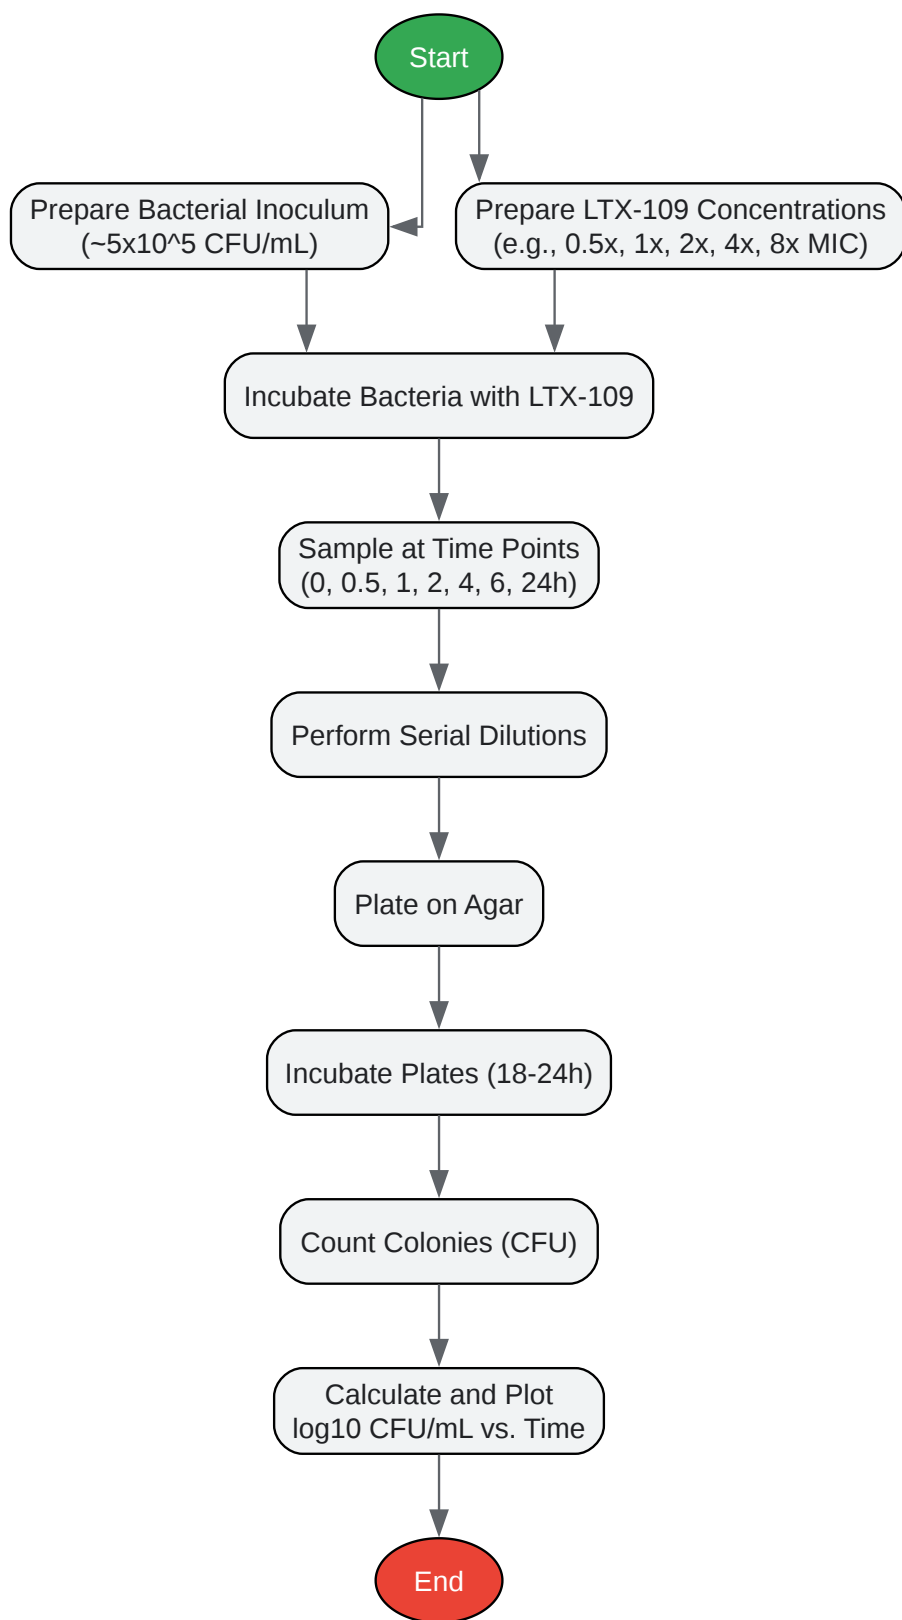 Start
Prepare Bacterial Inoculum
(~5x10^5 CFU/mL)
Prepare LTX-109 Concentrations
(e.g., 0.5x, 1x, 2x, 4x, 8x MIC)
Incubate Bacteria with LTX-109
Sample at Time Points
(0, 0.5, 1, 2, 4, 6, 24h)
Perform Serial Dilutions
Plate on Agar
Incubate Plates (18-24h)
Count Colonies (CFU)
Calculate and Plot
log10 CFU/mL vs. Time
End